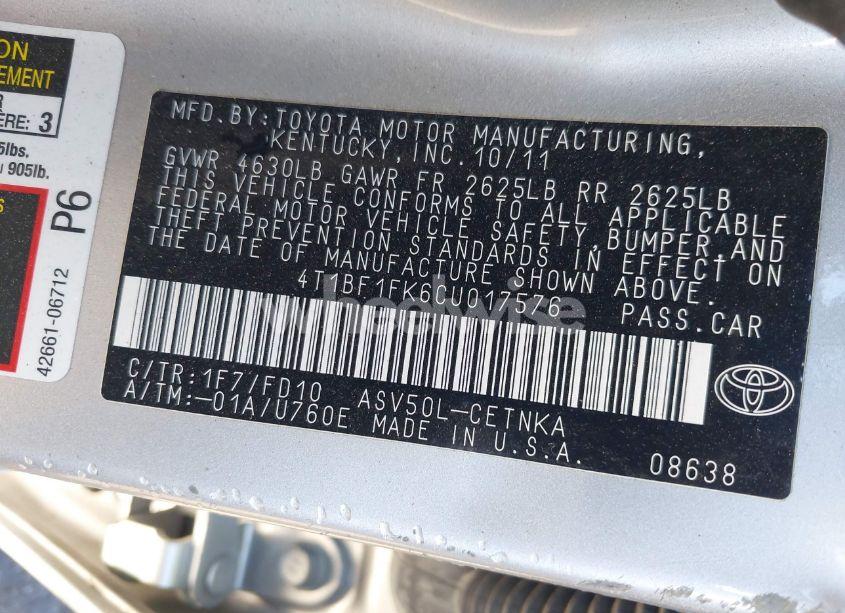 ON
EMENT
ERE: 3
5lbs.
905lb.
P6
42661-06712
MFD.BY:TOYOTA MOTOR MANUFACTURING,
KENTUCKY,INC.10/11
GVWR 4630LB GAWR FR 2625LB RR 2625LB
THIS VEHICLE CONFORMS TO ALL APPLICABLE
FEDERAL MOTOR VEHICLE SAFETY,BUMPER,AND
THEFT PREVENTION STANDARDS IN EFFECT ON
THE DATE OF MANUFACTURE SHOWN ABOVE.
4T1BF1FK6CU017576 PASS.CAR
wheelwise
C/TR:1F7/FD10 ASV50L-CETNKA
A/TM:-01A/U760E MADE IN U.S.A.
08638